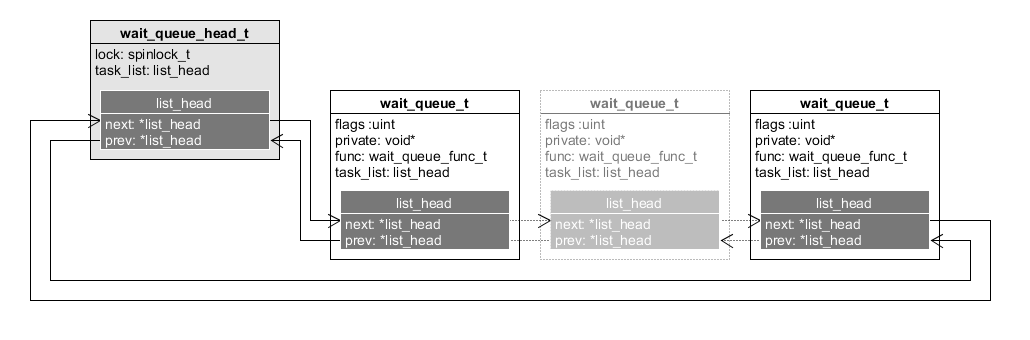 wait_queue_head_t
lock: spinlock_t
task_list: list_head
list_head
next: *list_head
prev: *list_head
wait_queue_t
flags :uint
private: void*
func: wait_queue_func_t
task_list: list_head
list_head
next: *list_head
prev: *list_head
wait_queue_t
flags :uint
private: void*
func: wait_queue_func_t
task_list: list_head
list_head
next: *list_head
prev: *list_head
wait_queue_t
flags :uint
private: void*
func: wait_queue_func_t
task_list: list_head
list_head
next: *list_head
prev: *list_head